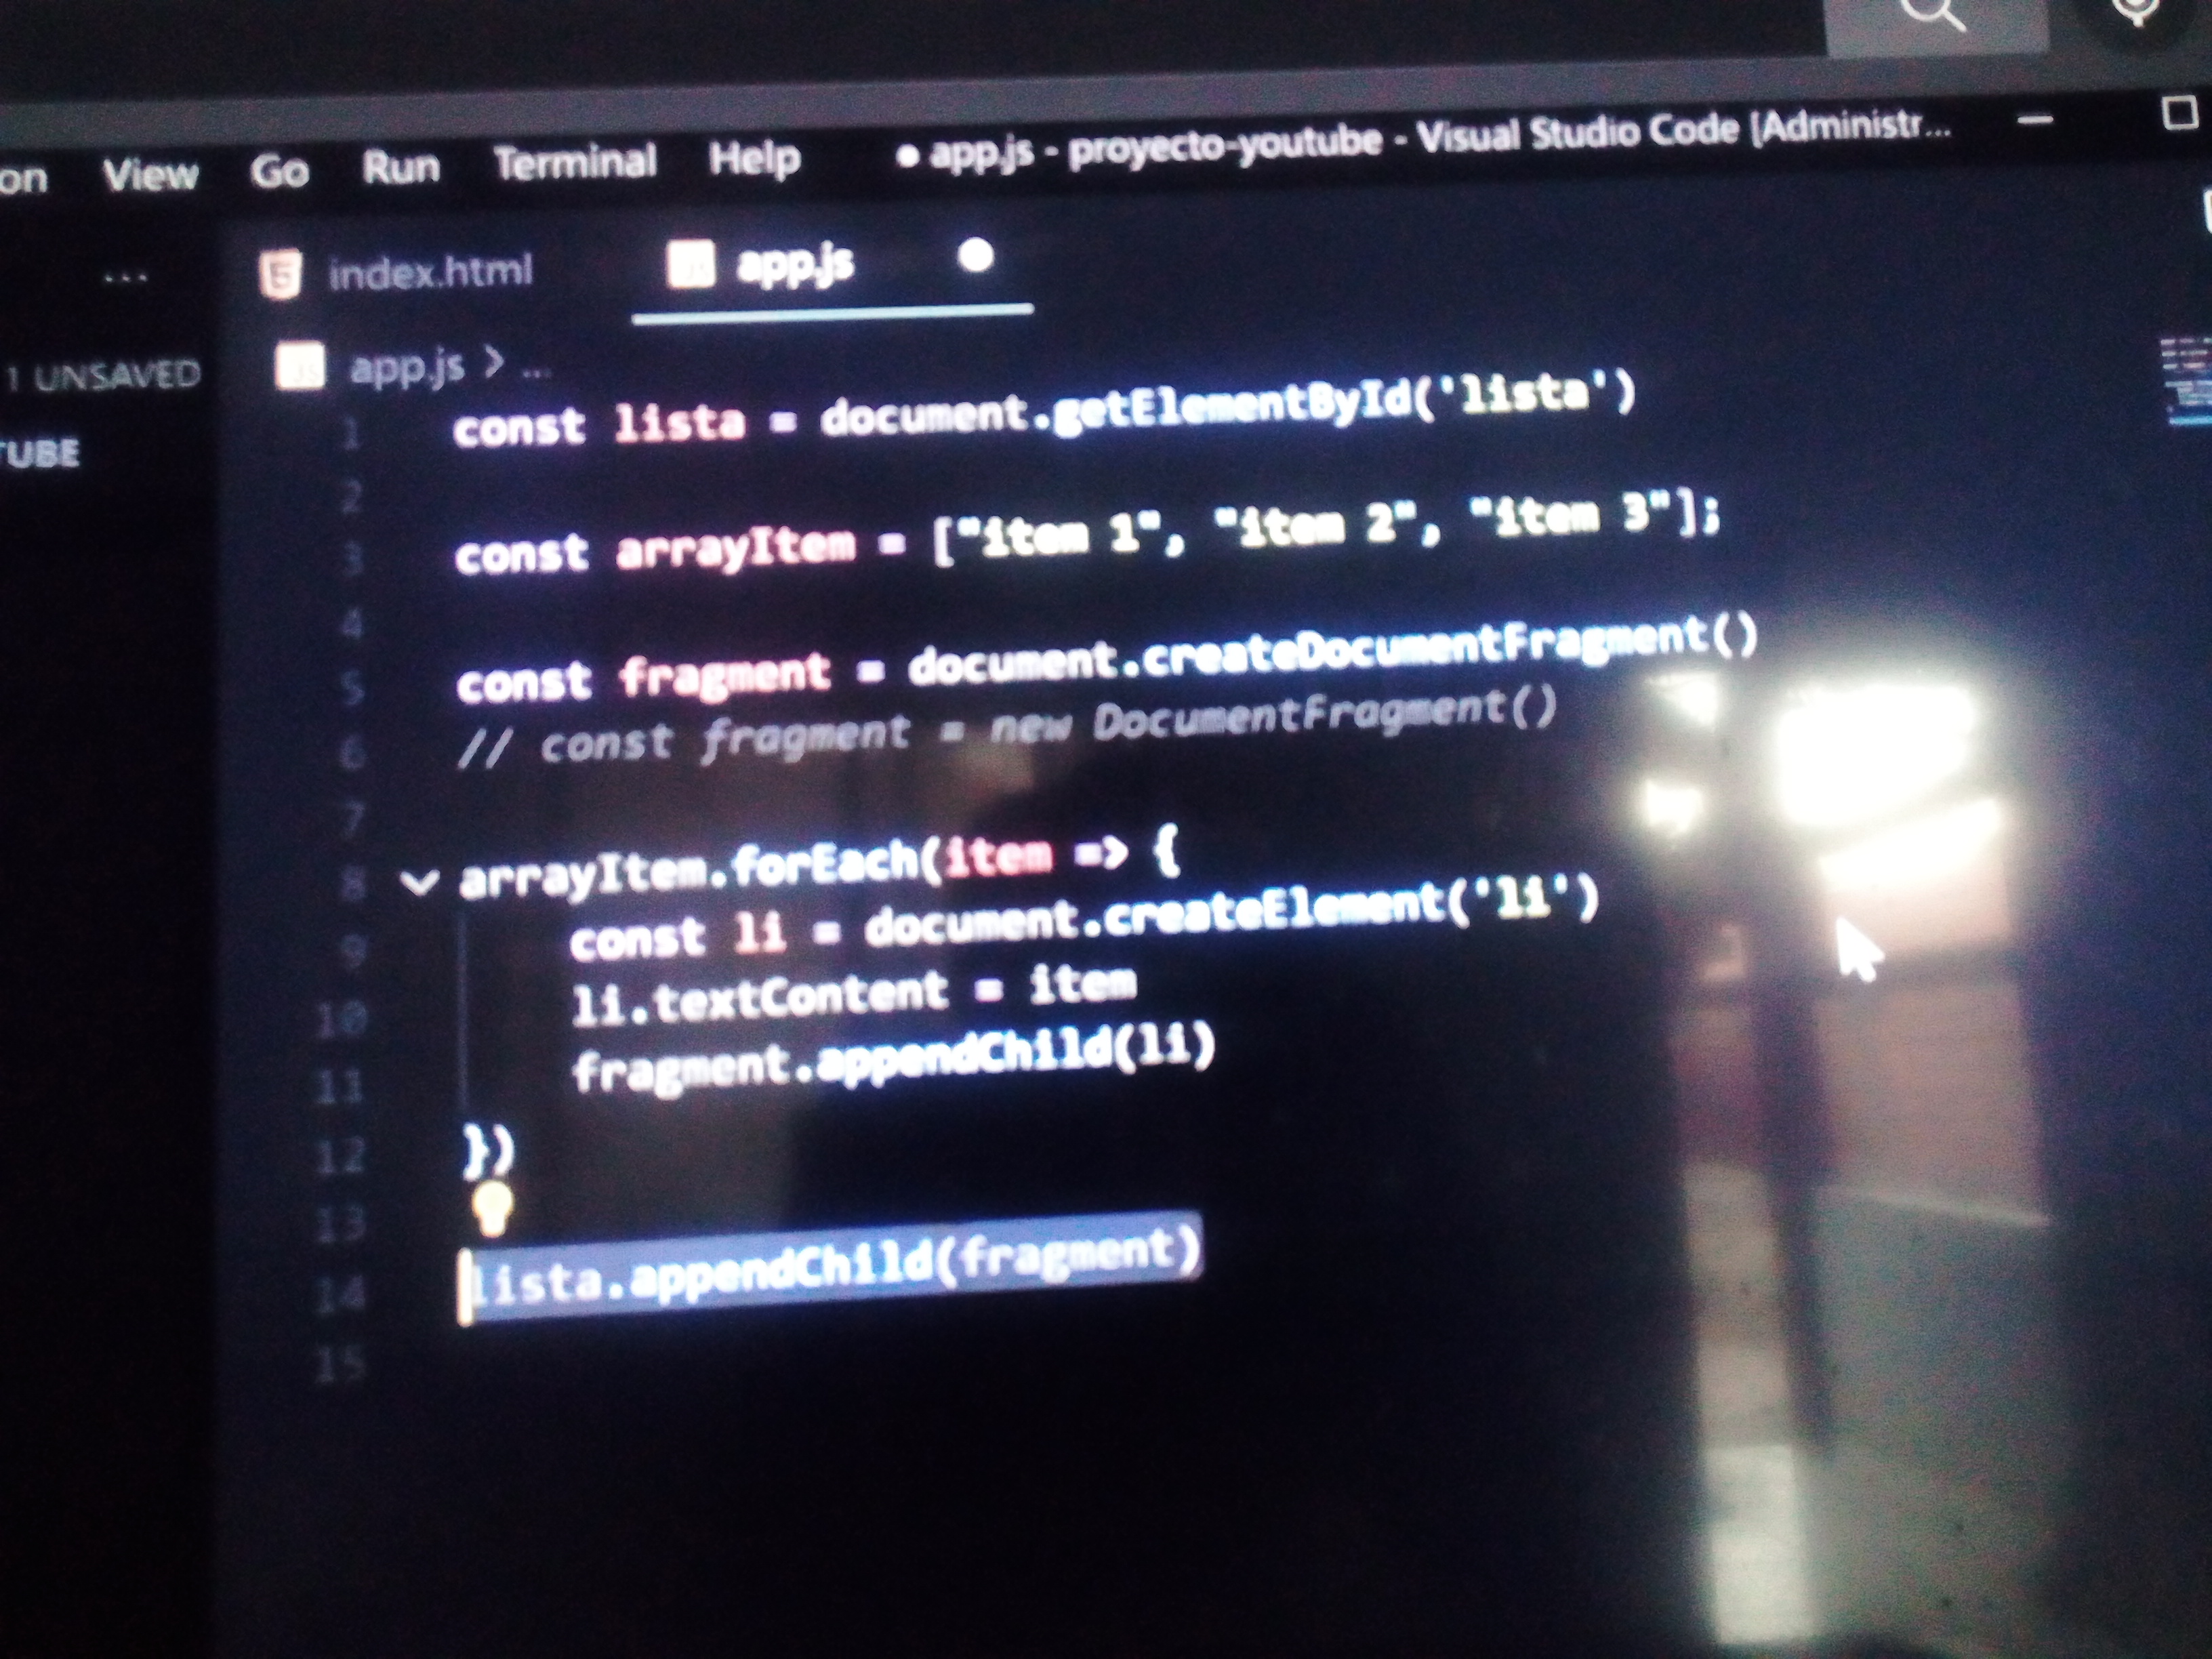 on View Go Run Terminal Help ● app.js - proyecto-youtube - Visual Studio Code [Administr...
... index.html app.js
1 UNSAVED app.js > ...
TUBE
1 const lista = document.getElementById('lista')
2
3 const arrayItem = ["item 1", "item 2", "item 3"];
4
5 const fragment = document.createDocumentFragment()
6 // const fragment = new DocumentFragment()
7
8 arrayItem.forEach(item => {
9 const li = document.createElement('li')
10 li.textContent = item
11 fragment.appendChild(li)
12 })
13
14 lista.appendChild(fragment)
15